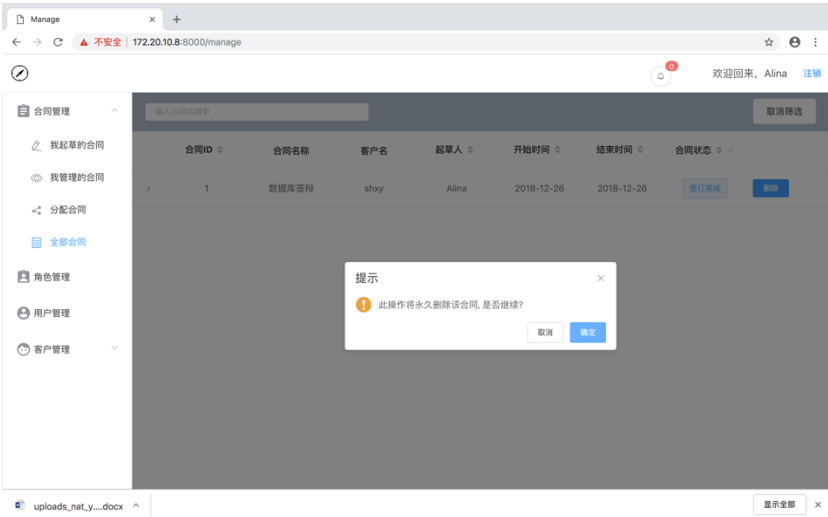 Manage
不安全 172.20.10.8:8000/manage
0
欢迎回来, Alina 注销
合同管理
我起草的合同
我管理的合同
分配合同
全部合同
角色管理
用户管理
客户管理
输入合同名搜索
取消筛选
合同ID 合同名称 客户名 起草人 开始时间 结束时间 合同状态
1 数据库答辩 shxy Alina 2018-12-26 2018-12-26 签订完成 删除
提示
此操作将永久删除该合同, 是否继续?
取消 确定
uploads_nat_y....docx
显示全部